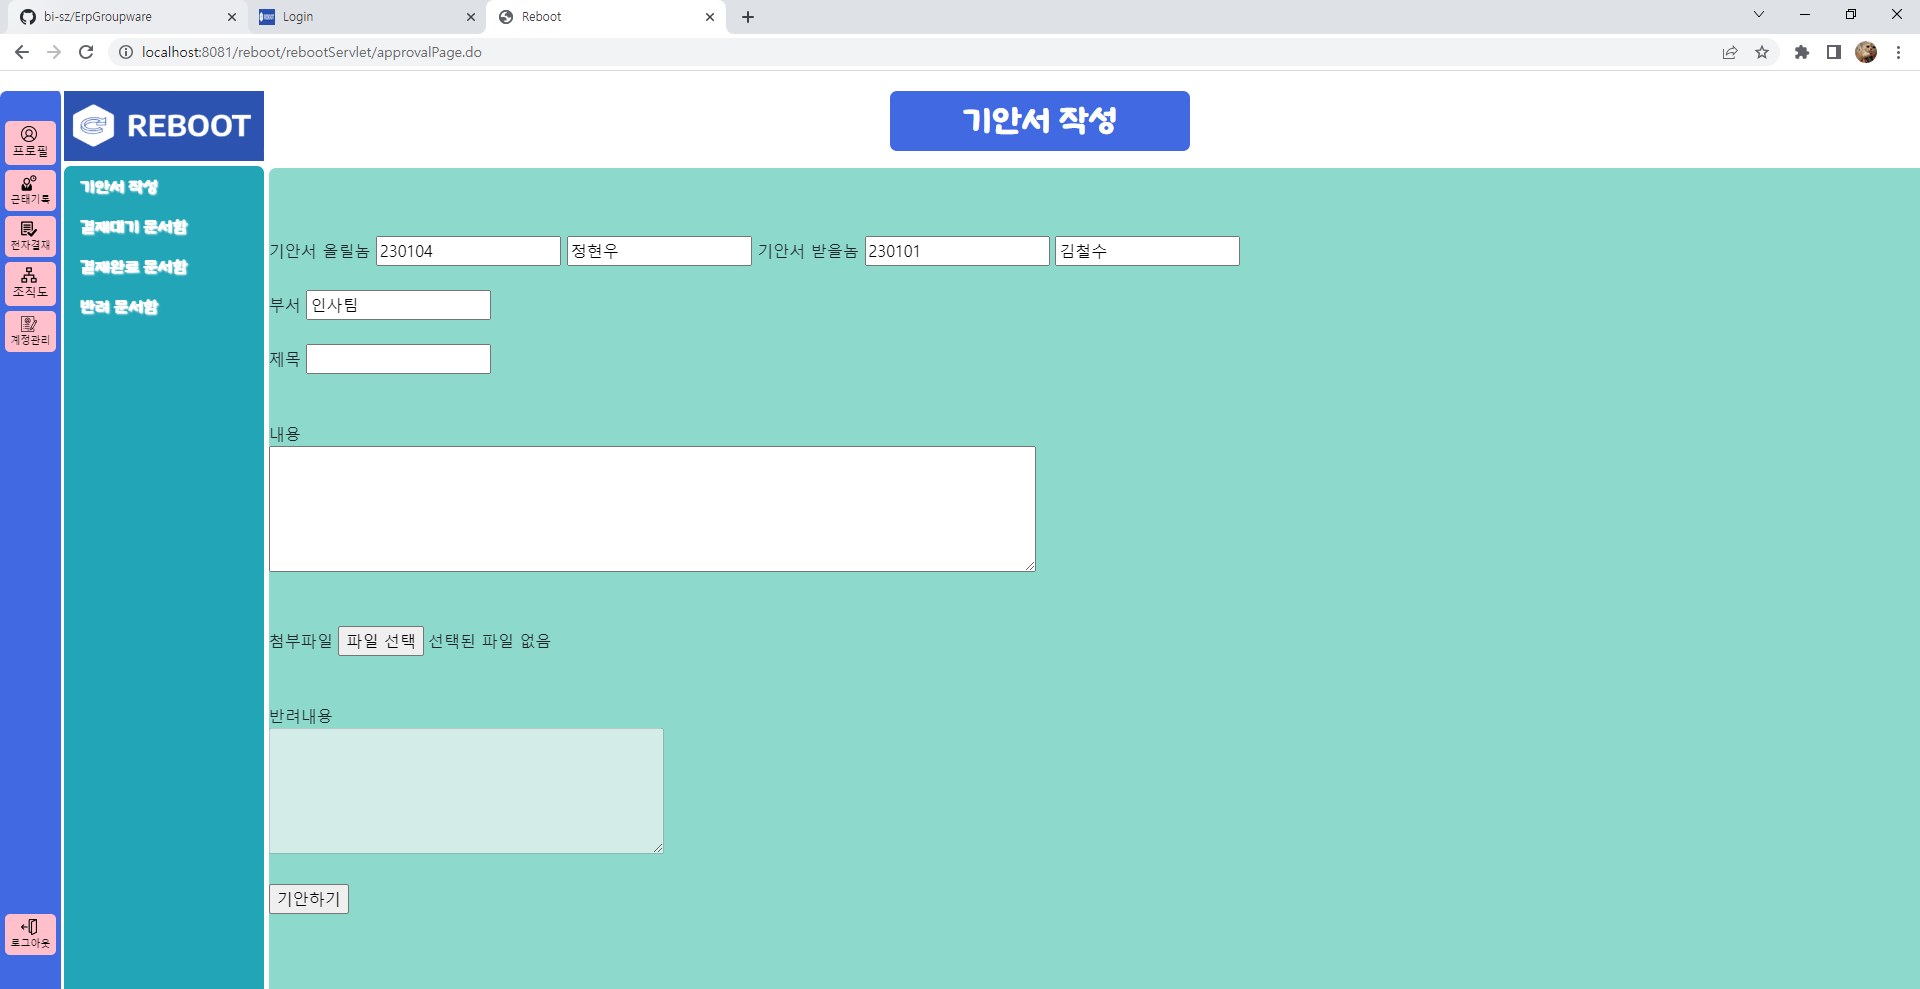 bi-sz/ErpGroupware
Login
Reboot
localhost:8081/reboot/rebootServlet/approvalPage.do
REBOOT
기안서 작성
프로필
근태기록
전자결재
조직도
계정관리
로그아웃
기안서 작성
결재대기 문서함
결재완료 문서함
반려 문서함
기안서 올릴놈 230104 정현우 기안서 받을놈 230101 김철수
부서 인사팀
제목
내용
첨부파일 파일 선택 선택된 파일 없음
반려내용
기안하기